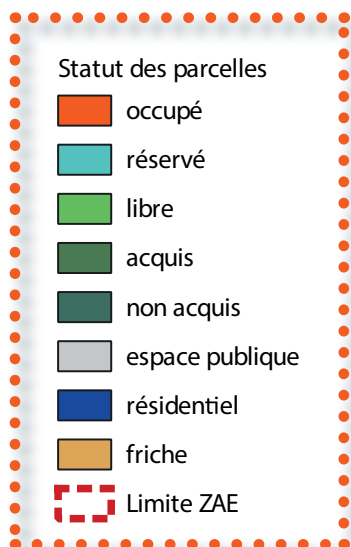 Statut des parcelles
occupé
réservé
libre
acquis
non acquis
espace publique
résidentiel
friche
Limite ZAE